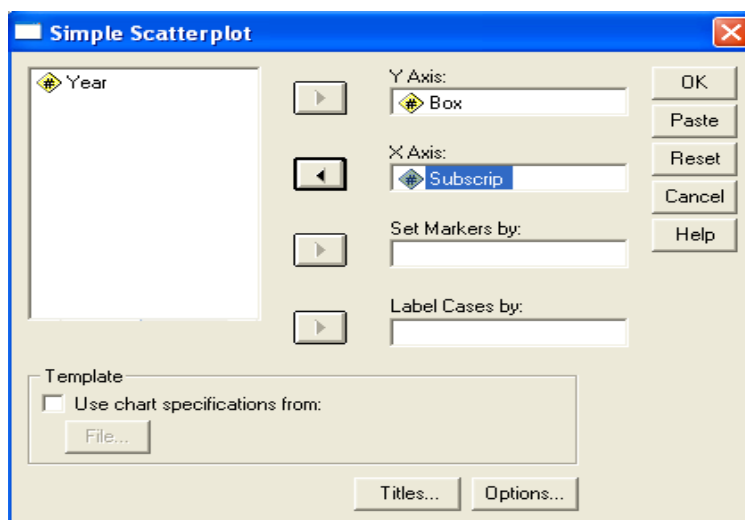 Simple Scatterplot
# Year
Y Axis:
# Box
X Axis:
# Subscrip
Set Markers by:
Label Cases by:
OK
Paste
Reset
Cancel
Help
Template
Use chart specifications from:
File...
Titles...
Options...